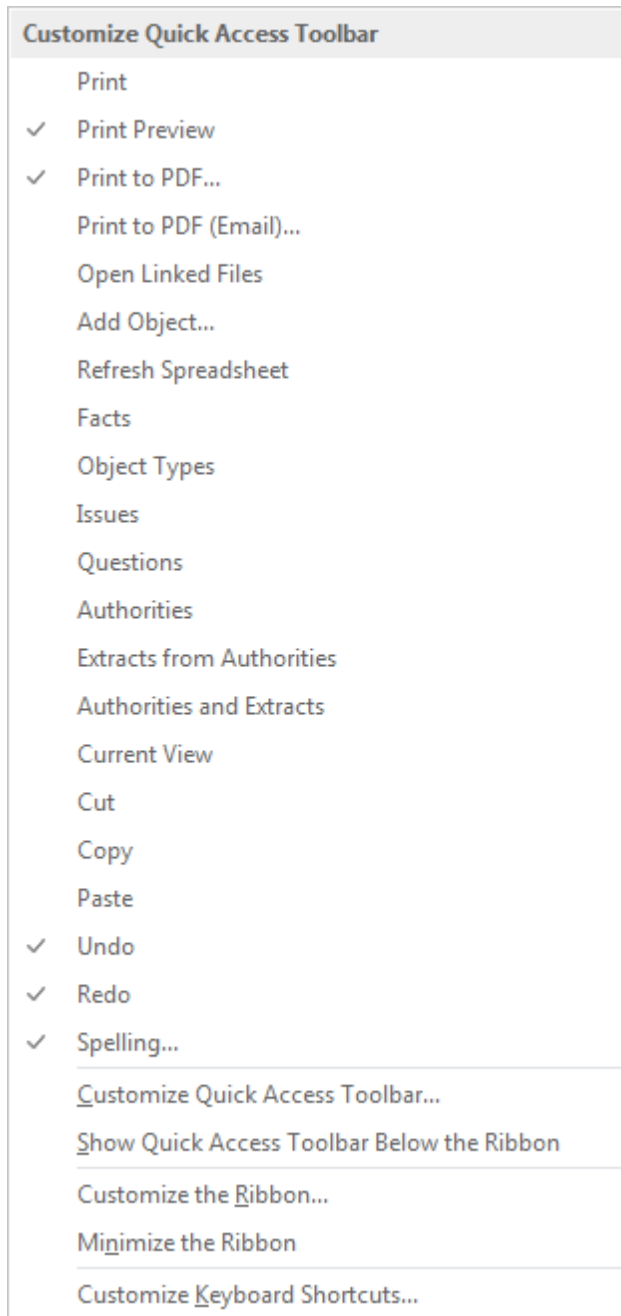 Customize Quick Access Toolbar
Print
Print Preview
Print to PDF...
Print to PDF (Email)...
Open Linked Files
Add Object...
Refresh Spreadsheet
Facts
Object Types
Issues
Questions
Authorities
Extracts from Authorities
Authorities and Extracts
Current View
Cut
Copy
Paste
Undo
Redo
Spelling...
Customize Quick Access Toolbar...
Show Quick Access Toolbar Below the Ribbon
Customize the Ribbon...
Minimize the Ribbon
Customize Keyboard Shortcuts...